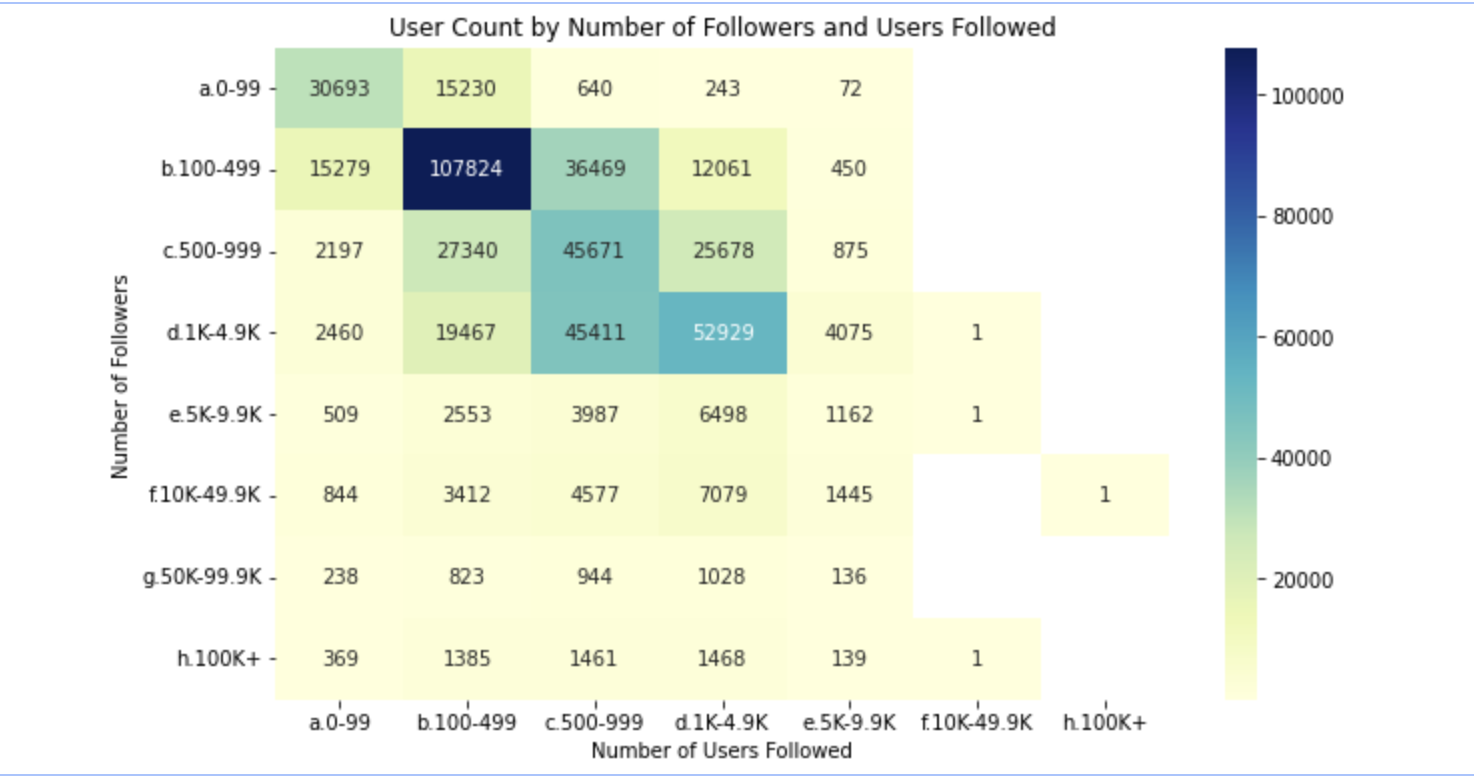 User Count by Number of Followers and Users Followed
a.0-99 30693 15230 640 243 72
100000
b.100-499 15279 107824 36469 12061 450
80000
c.500-999 2197 27340 45671 25678 875
Number of Followers
d.1K-4.9K 2460 19467 45411 52929 4075 1
60000
e.5K-9.9K 509 2553 3987 6498 1162 1
40000
f.10K-49.9K 844 3412 4577 7079 1445 1
g.50K-99.9K 238 823 944 1028 136
20000
h.100K+ 369 1385 1461 1468 139 1
a.0-99 b.100-499 c.500-999 d.1K-4.9K e.5K-9.9K f.10K-49.9K h.100K+
Number of Users Followed